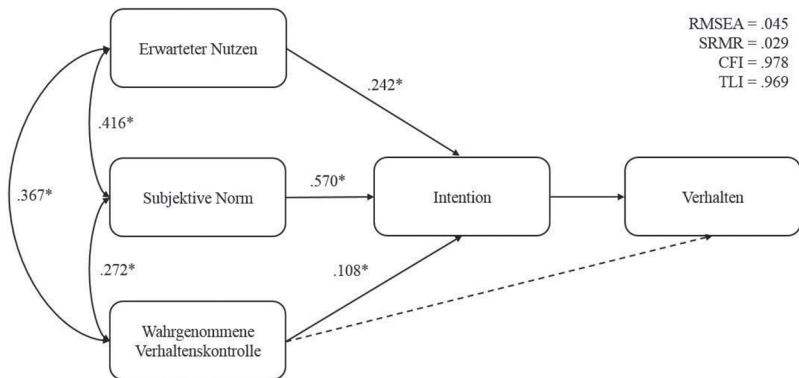 RMSEA = .045
SRMR = .029
CFI = .978
TLI = .969
Erwarteter Nutzen
.242*
.416*
.367*
Subjektive Norm
.570*
Intention
Verhalten
.272*
.108*
Wahrgenommene
Verhaltenskontrolle